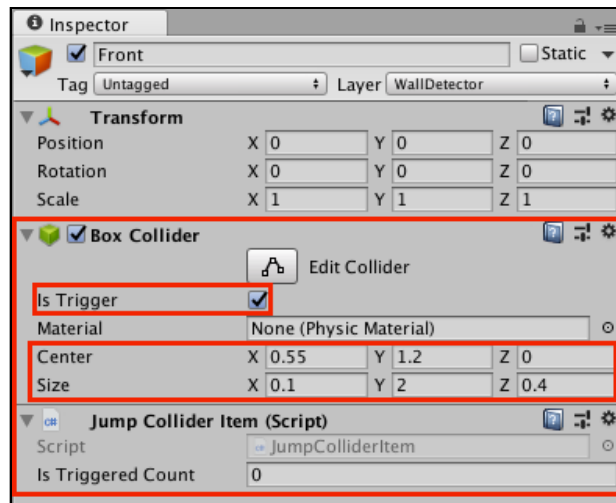 Inspector
Front Static
Tag Untagged Layer WallDetector
Transform
Position X 0 Y 0 Z 0
Rotation X 0 Y 0 Z 0
Scale X 1 Y 1 Z 1
Box Collider
Edit Collider
Is Trigger
Material None (Physic Material)
Center X 0.55 Y 1.2 Z 0
Size X 0.1 Y 2 Z 0.4
c# Jump Collider Item (Script)
Script JumpColliderItem
Is Triggered Count 0